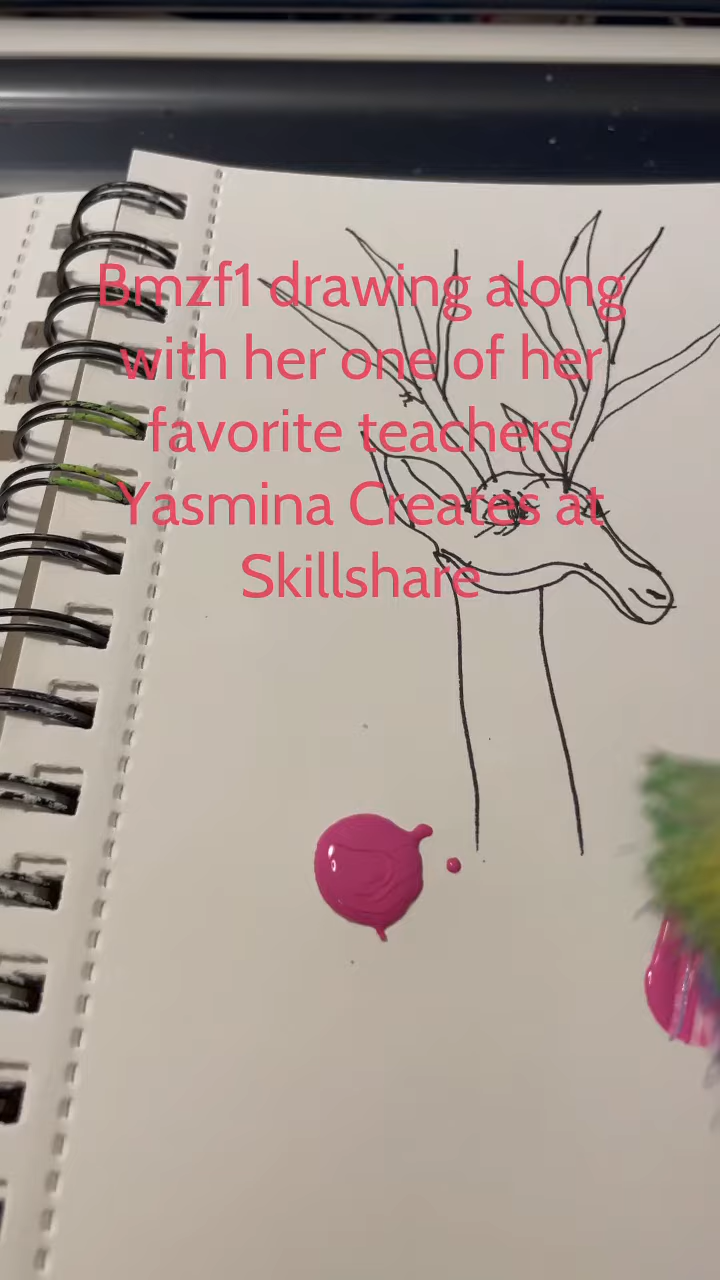 Bmzf1 drawing along
with her one of her
favorite teachers
Yasmina Creates at
Skillshare